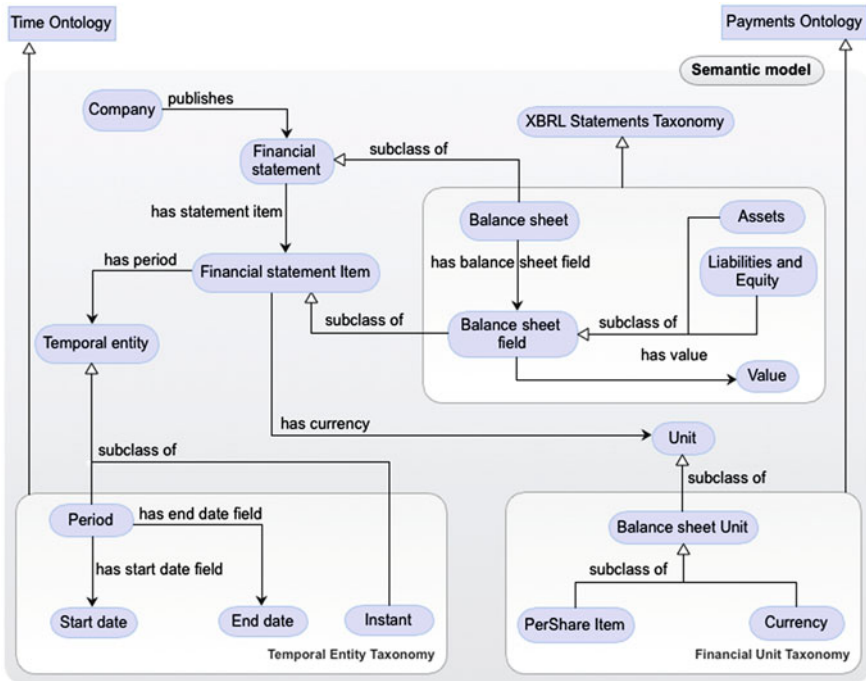 Time Ontology
Payments Ontology
Semantic model
Company
publishes
XBRL Statements Taxonomy
Financial
statement
subclass of
has statement item
Balance sheet
Assets
has period
has balance sheet field
Liabilities and
Equity
Financial statement Item
Temporal entity
subclass of
Balance sheet
field
subclass of
has value
Value
has currency
Unit
subclass of
subclass of
Period
has end date field
Balance sheet Unit
has start date field
subclass of
Start date
End date
Instant
PerShare Item
Currency
Temporal Entity Taxonomy
Financial Unit Taxonomy